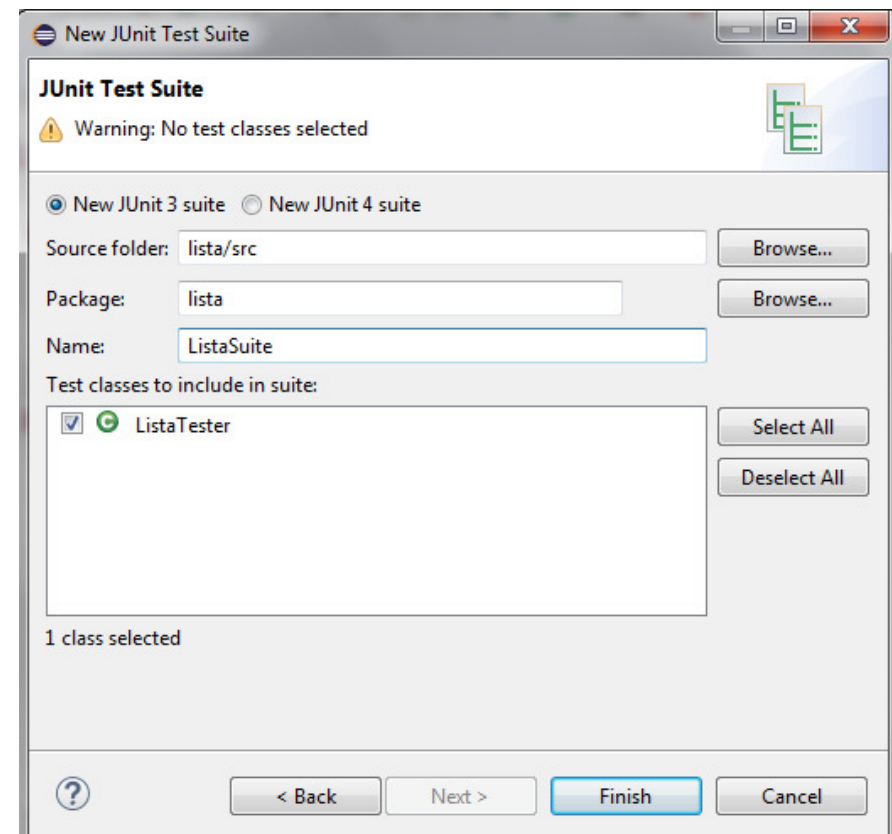 New JUnit Test Suite
JUnit Test Suite
Warning: No test classes selected
New JUnit 3 suite New JUnit 4 suite
Source folder: lista/src Browse...
Package: lista Browse...
Name: ListaSuite
Test classes to include in suite:
C ListaTester Select All
Deselect All
1 class selected
? < Back Next > Finish Cancel